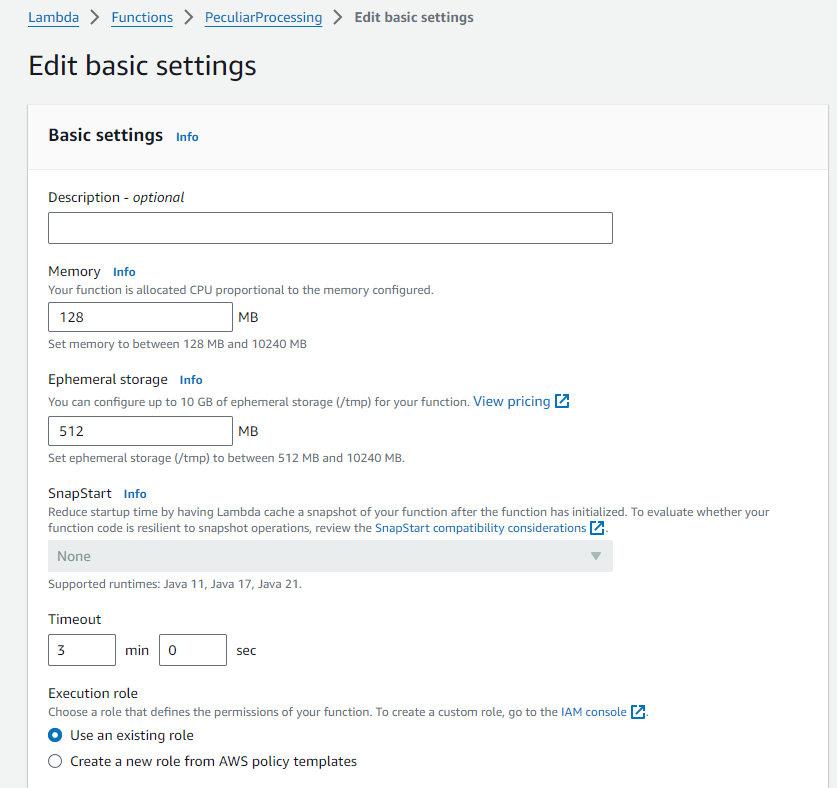 Lambda > Functions > PeculiarProcessing > Edit basic settings
Edit basic settings
Basic settings Info
Description - optional
Memory Info
Your function is allocated CPU proportional to the memory configured.
128 MB
Set memory to between 128 MB and 10240 MB
Ephemeral storage Info
You can configure up to 10 GB of ephemeral storage (/tmp) for your function. View pricing
512 MB
Set ephemeral storage (/tmp) to between 512 MB and 10240 MB.
SnapStart Info
Reduce startup time by having Lambda cache a snapshot of your function after the function has initialized. To evaluate whether your
function code is resilient to snapshot operations, review the SnapStart compatibility considerations .
None
Supported runtimes: Java 11, Java 17, Java 21.
Timeout
3 min 0 sec
Execution role
Choose a role that defines the permissions of your function. To create a custom role, go to the IAM console .
Use an existing role
Create a new role from AWS policy templates